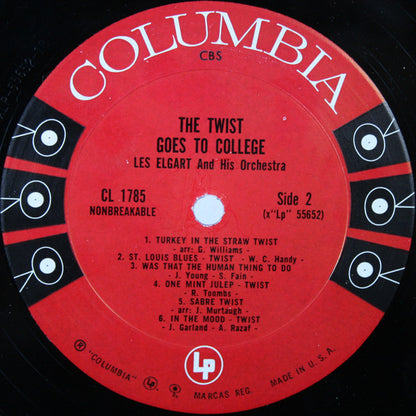 COLUMBIA
CBS
THE TWIST
GOES TO COLLEGE
LES ELGART And His Orchestra
CL 1785
NONBREAKABLE
Side 2
(x"Lp" 55652)
1. TURKEY IN THE STRAW TWIST
- arr: G. Williams -
2. ST. LOUIS BLUES - TWIST - W. C. Handy -
3. WAS THAT THE HUMAN THING TO DO
- J. Young - S. Fain -
4. ONE MINT JULEP - TWIST
- R. Toombs -
5. SABRE TWIST
- arr: J. Murtaugh -
6. IN THE MOOD - TWIST
- J. Garland - A. Razaf -
Lp
® "COLUMBIA"
MARCAS REG.
MADE IN U.S.A.